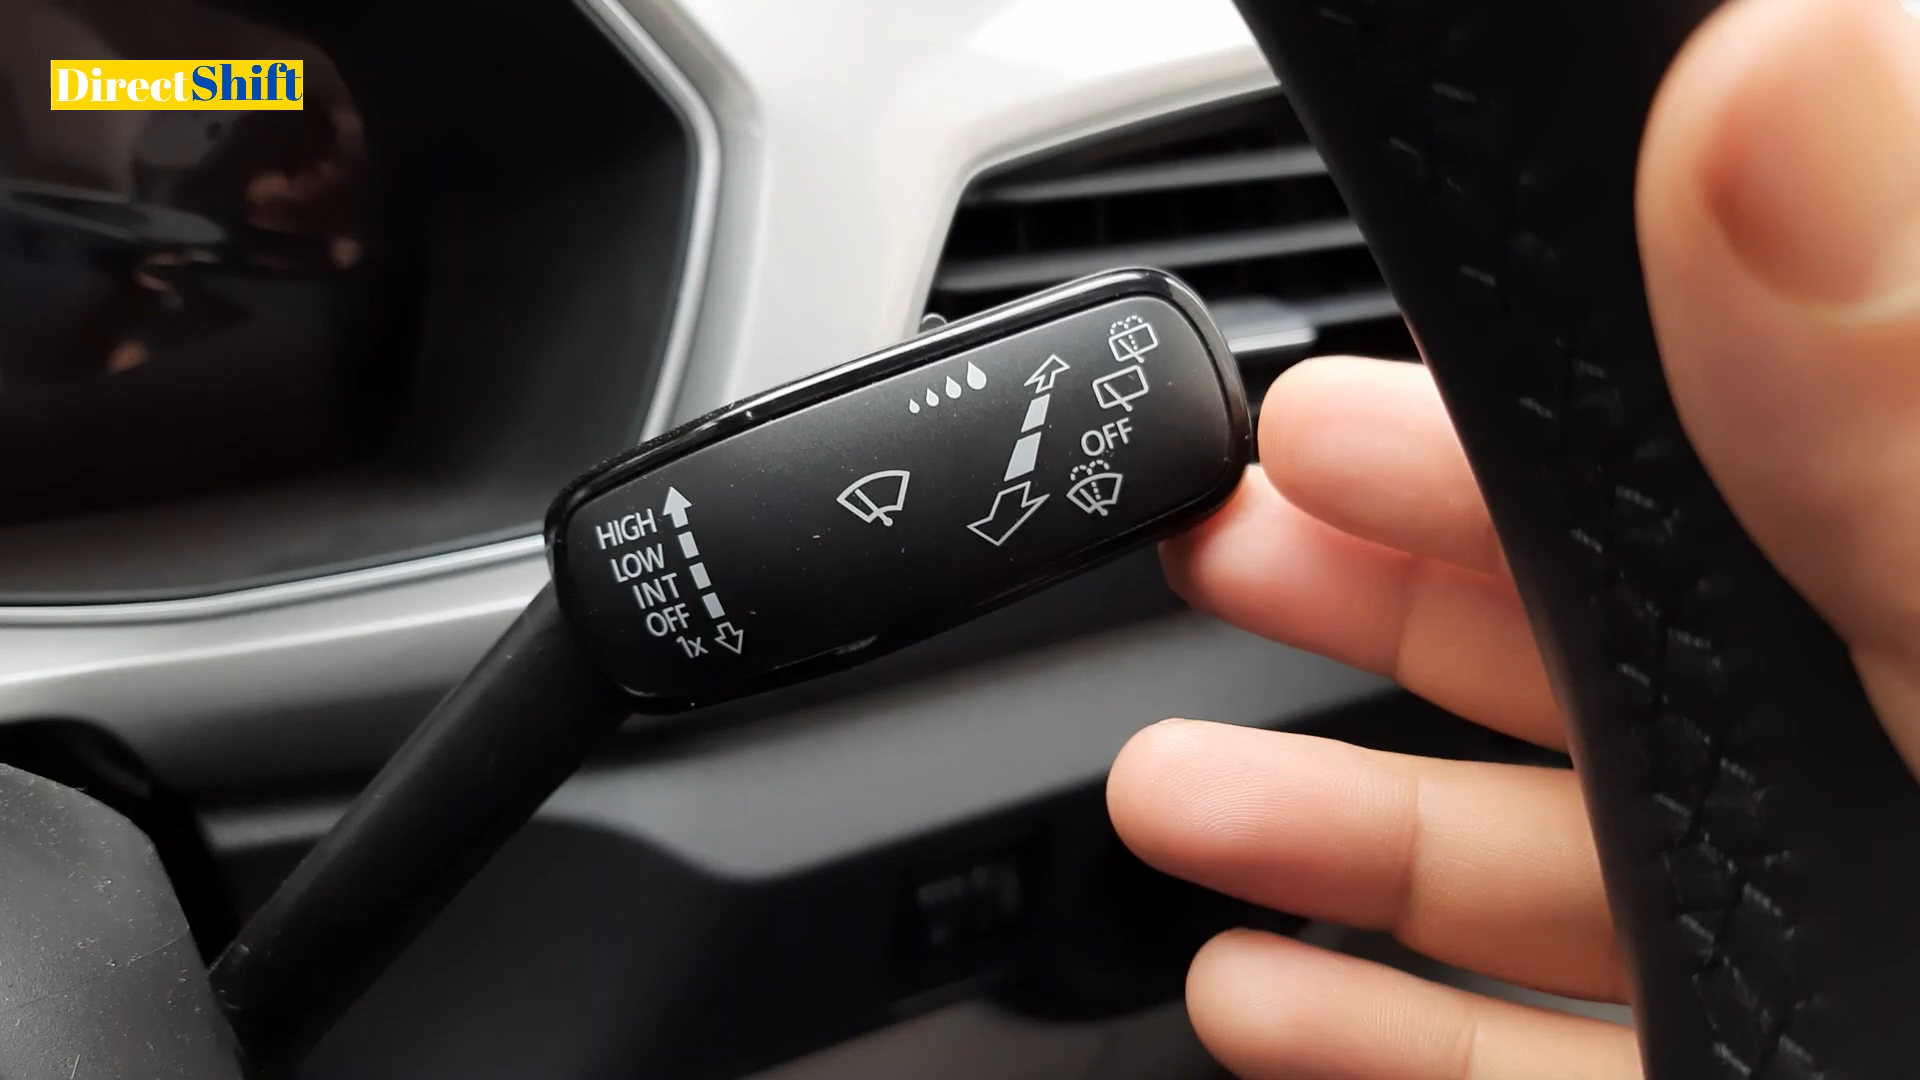 DirectShift
HIGH
LOW
INT
OFF
1x
OFF